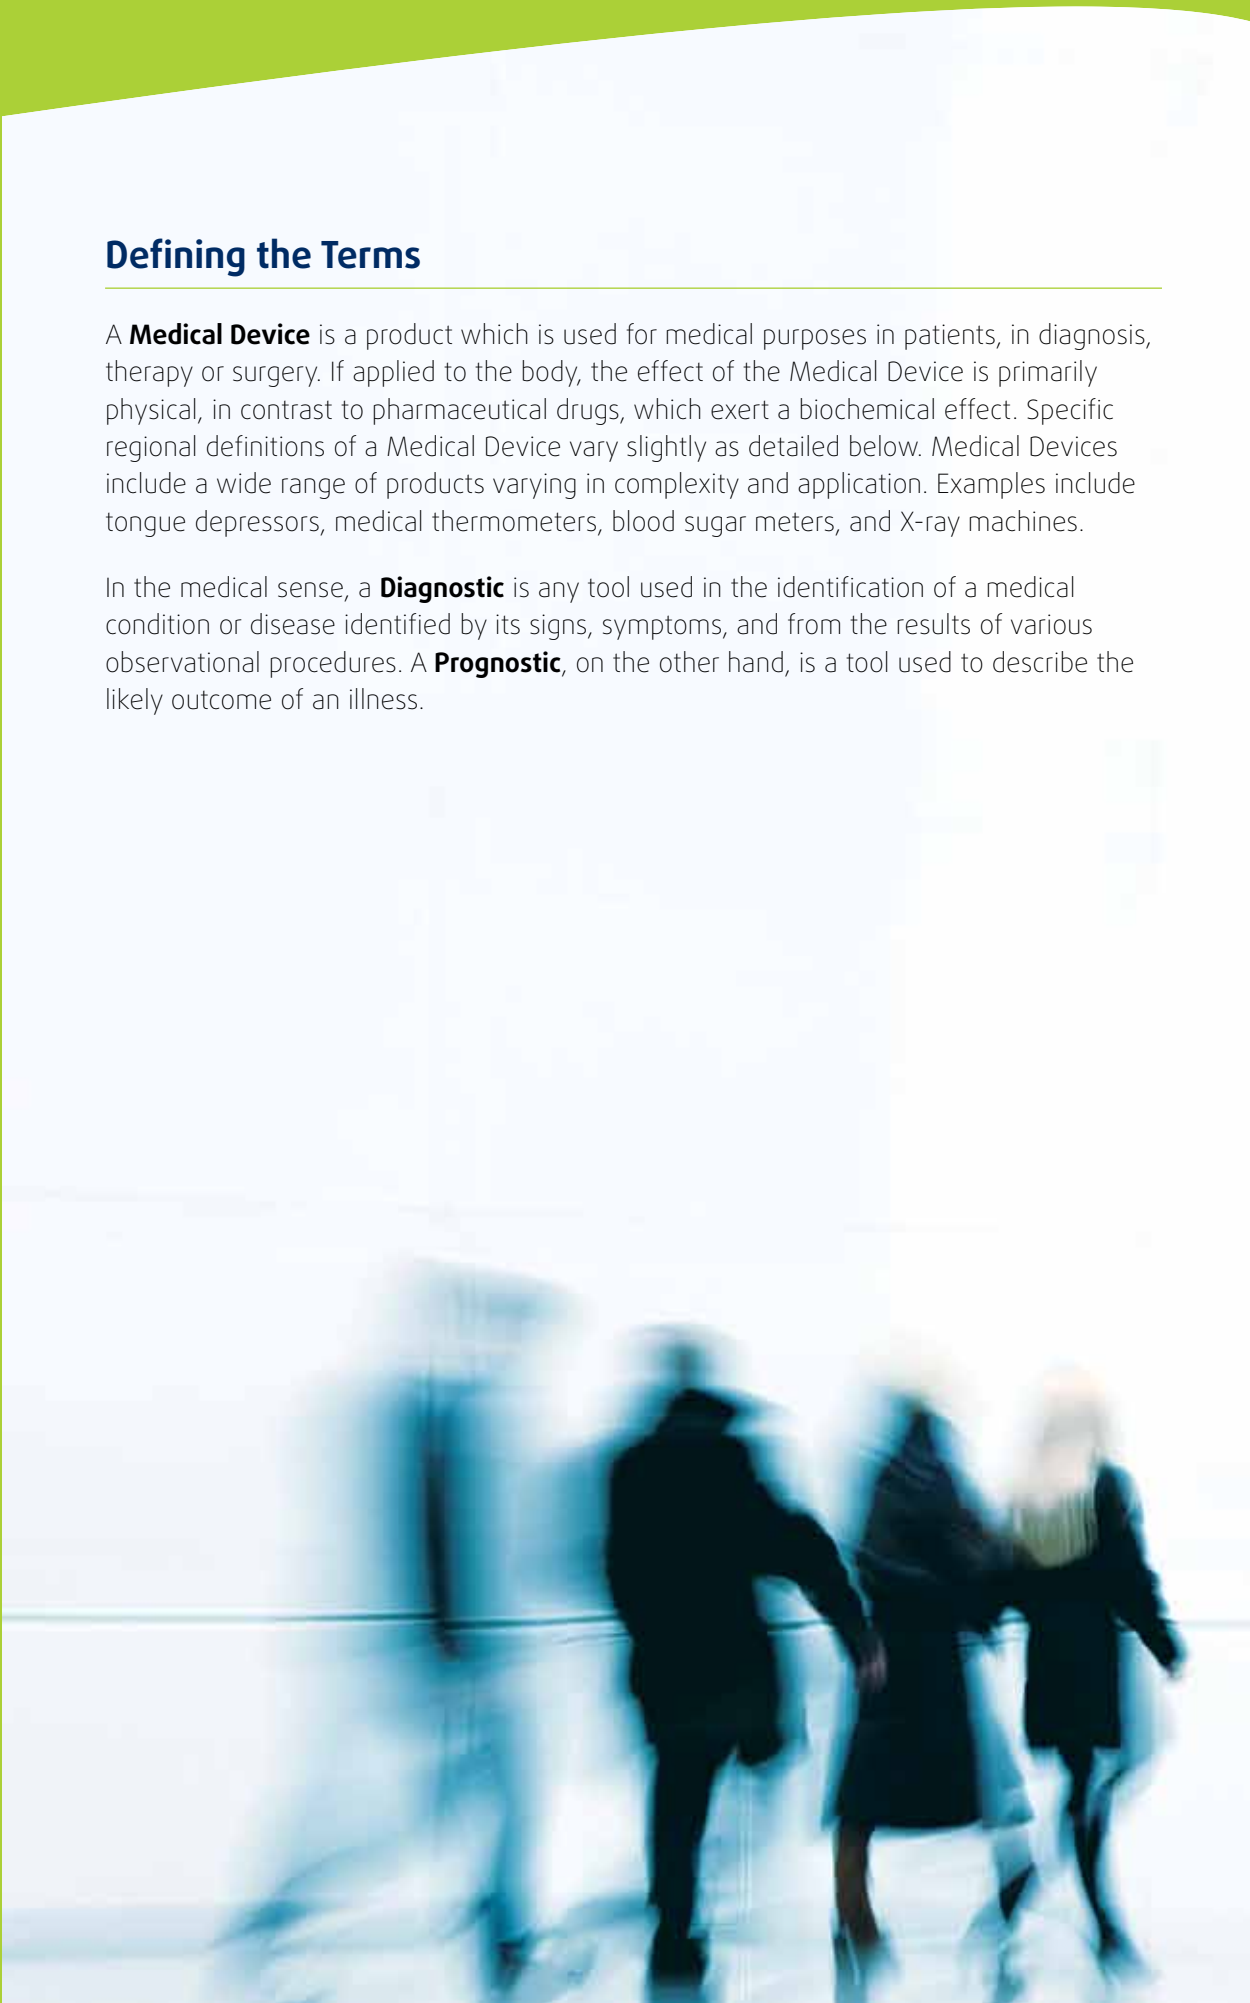 Defining the Terms
A Medical Device is a product which is used for medical purposes in patients, in diagnosis,
therapy or surgery. If applied to the body, the effect of the Medical Device is primarily
physical, in contrast to pharmaceutical drugs, which exert a biochemical effect. Specific
regional definitions of a Medical Device vary slightly as detailed below. Medical Devices
include a wide range of products varying in complexity and application. Examples include
tongue depressors, medical thermometers, blood sugar meters, and X-ray machines.
In the medical sense, a Diagnostic is any tool used in the identification of a medical
condition or disease identified by its signs, symptoms, and from the results of various
observational procedures. A Prognostic, on the other hand, is a tool used to describe the
likely outcome of an illness.